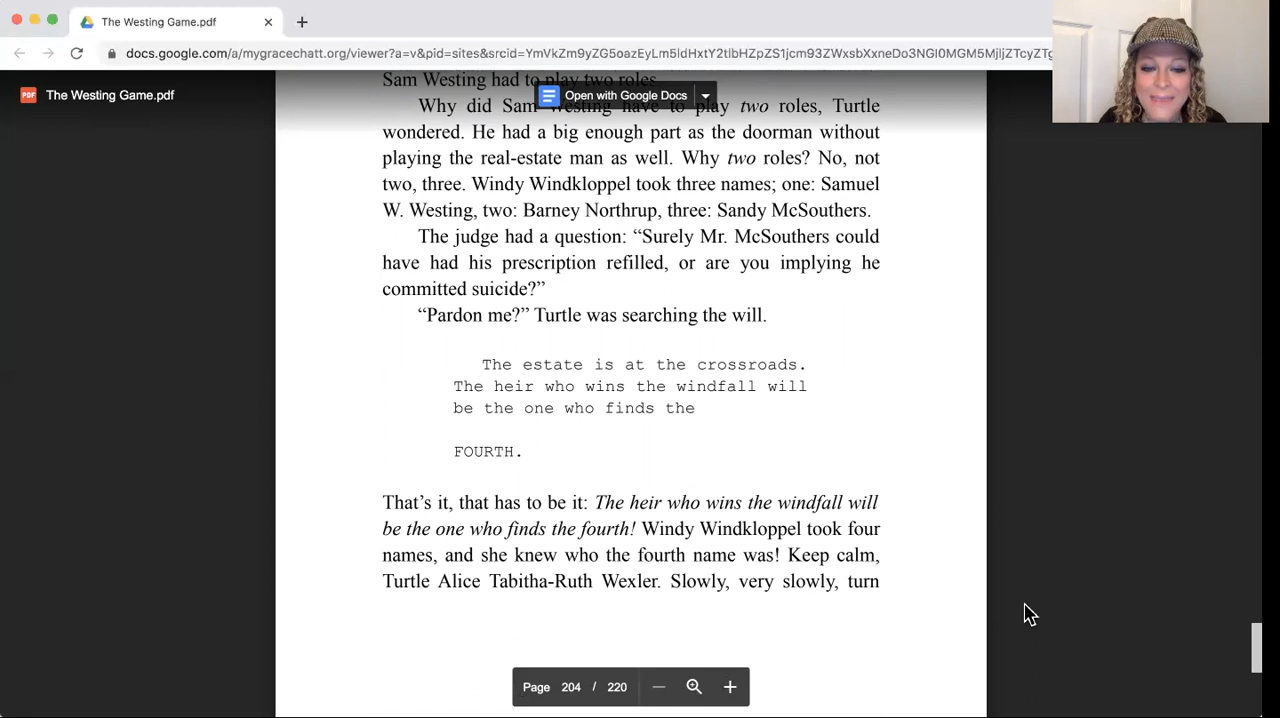 The Westing Game.pdf
docs.google.com/a/mygracechatt.org/viewer?a=v&pid=sites&srcid=
The Westing Game.pdf
Open with Google Docs
Sam Westing had to play two roles
Why did Sam Westing have to play two roles, Turtle
wondered. He had a big enough part as the doorman without
playing the real-estate man as well. Why two roles? No, not
two, three. Windy Windkloppel took three names; one: Samuel
W. Westing, two: Barney Northrup, three: Sandy McSouthers.
The judge had a question: “Surely Mr. McSouthers could
have had his prescription refilled, or are you implying he
committed suicide?”
“Pardon me?” Turtle was searching the will.
The estate is at the crossroads.
The heir who wins the windfall will
be the one who finds the
FOURTH.
That’s it, that has to be it: The heir who wins the windfall will
be the one who finds the fourth! Windy Windkloppel took four
names, and she knew who the fourth name was! Keep calm,
Turtle Alice Tabitha-Ruth Wexler. Slowly, very slowly, turn
Page 204 / 220